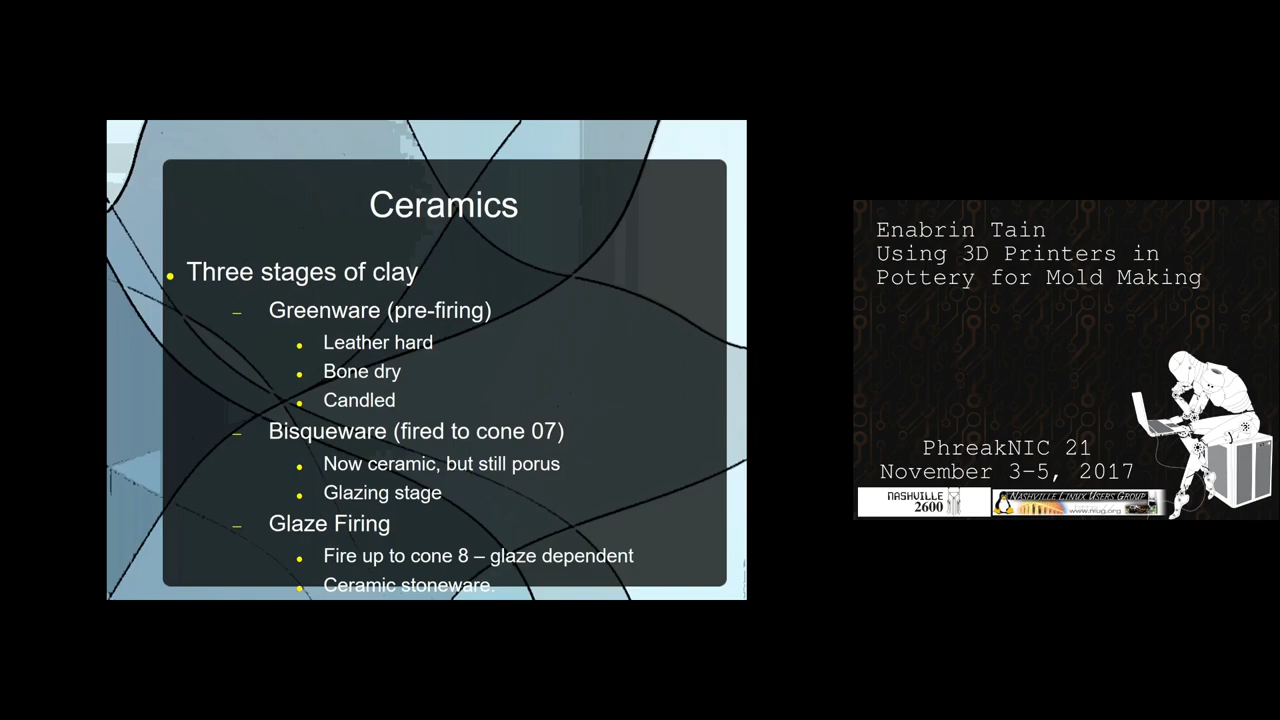 Ceramics
Three stages of clay
– Greenware (pre-firing)
Leather hard
Bone dry
Candled
– Bisqueware (fired to cone 07)
Now ceramic, but still porus
Glazing stage
– Glaze Firing
Fire up to cone 8 – glaze dependent
Ceramic stoneware.
Enabrin Tain
Using 3D Printers in
Pottery for Mold Making
PhreakNIC 21
November 3-5, 2017
NASHVILLE
2600
NASHVILLE LINUX USERS GROUP
www.nlug.org